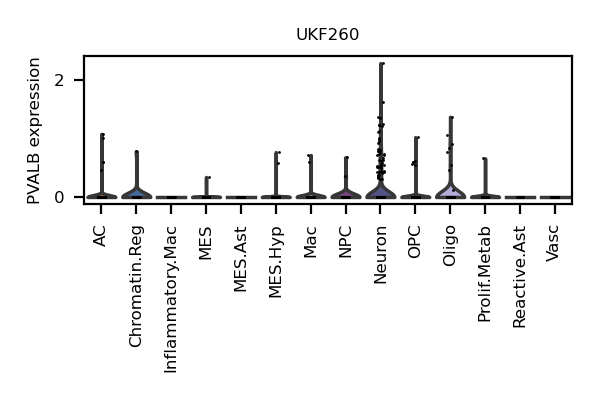 UKF260
PVALB expression
2
0
AC
Chromatin.Reg
Inflammatory.Mac
MES
MES.Ast
MES.Hyp
Mac
NPC
Neuron
OPC
Oligo
Prolif.Metab
Reactive.Ast
Vasc